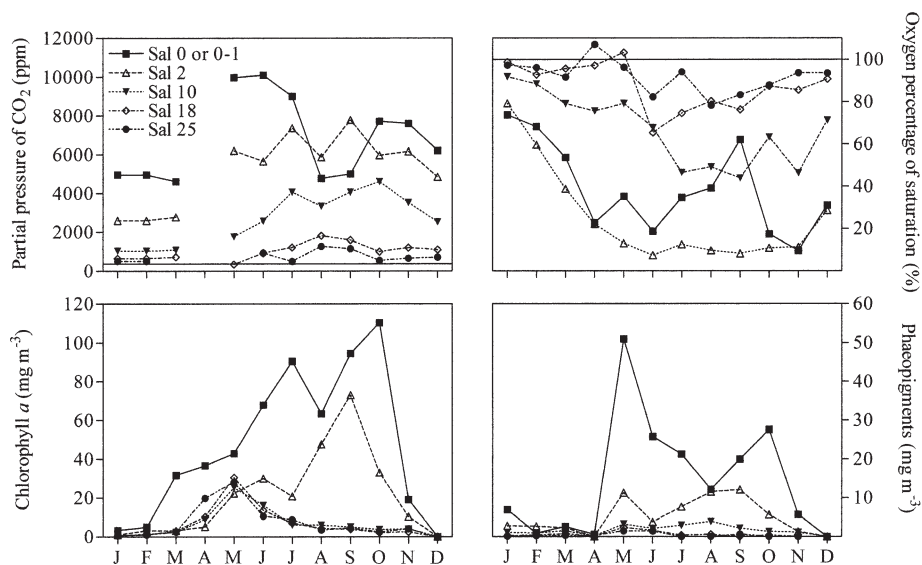 Partial pressure of CO₂ (ppm)
12000
10000
8000
6000
4000
2000
0
Sal 0 or 0-1
Sal 2
Sal 10
Sal 18
Sal 25
Oxygen percentage of saturation (%)
100
80
60
40
20
Chlorophyll a (mg m⁻³)
120
100
80
60
40
20
0
J F M A M J J A S O N D
Phaeopigments (mg m⁻³)
60
50
40
30
20
10
J F M A M J J A S O N D